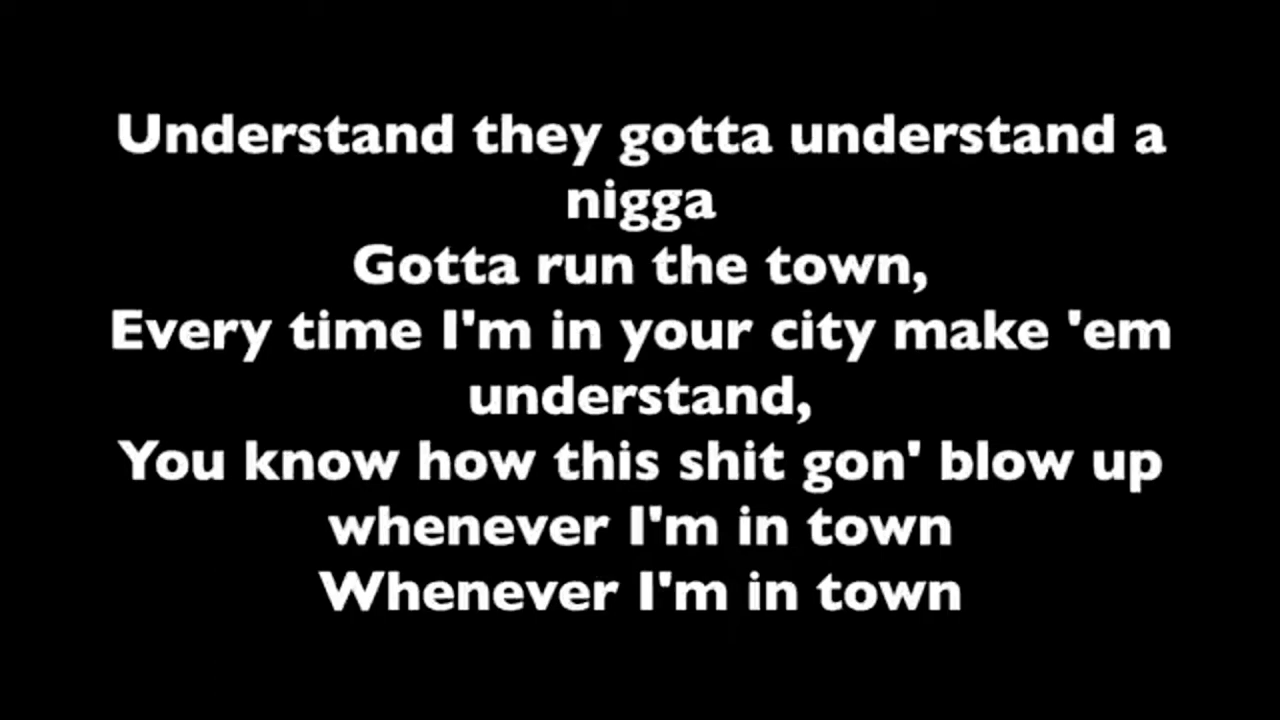 Understand they gotta understand a
nigga
Gotta run the town,
Every time I'm in your city make 'em
understand,
You know how this shit gon' blow up
whenever I'm in town
Whenever I'm in town